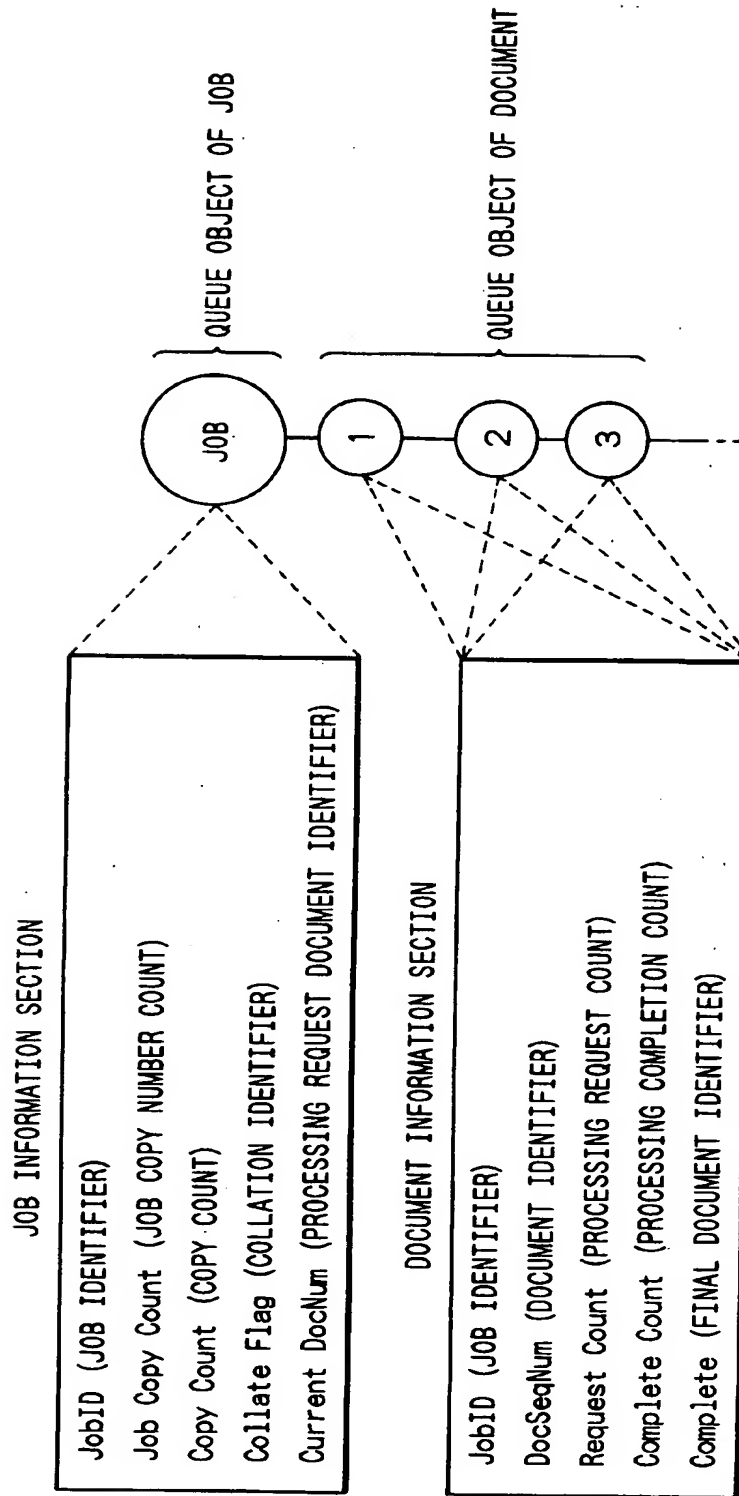 JOB INFORMATION SECTION
JobID (JOB IDENTIFIER)
Job Copy Count (JOB COPY NUMBER COUNT)
Copy Count (COPY COUNT)
Collate Flag (COLLATION IDENTIFIER)
Current DocNum (PROCESSING REQUEST DOCUMENT IDENTIFIER)
JOB
QUEUE OBJECT OF JOB
DOCUMENT INFORMATION SECTION
JobID (JOB IDENTIFIER)
DocSeqNum (DOCUMENT IDENTIFIER)
Request Count (PROCESSING REQUEST COUNT)
Complete Count (PROCESSING COMPLETION COUNT)
Complete (FINAL DOCUMENT IDENTIFIER)
1
2
3
QUEUE OBJECT OF DOCUMENT